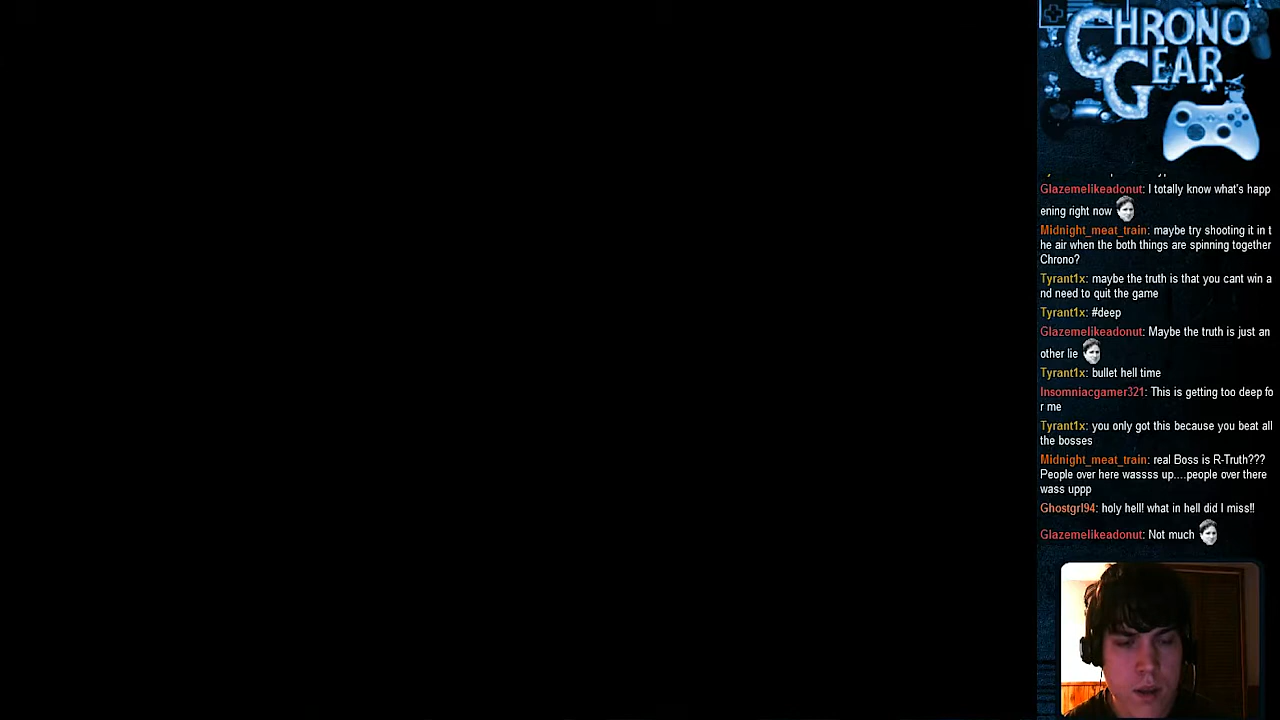 CHRONO
GEAR
Glazemelikeadonut: I totally know what's happ
ening right now
Midnight_meat_train: maybe try shooting it in t
he air when the both things are spinning together
Chrono?
Tyrant1x: maybe the truth is that you cant win a
nd need to quit the game
Tyrant1x: #deep
Glazemelikeadonut: Maybe the truth is just an
other lie
Tyrant1x: bullet hell time
Insomniacgamer321: This is getting too deep fo
r me
Tyrant1x: you only got this because you beat all
the bosses
Midnight_meat_train: real Boss is R-Truth???
People over here wassss up....people over there
wass uppp
Ghostgrl94: holy hell! what in hell did I miss!!
Glazemelikeadonut: Not much